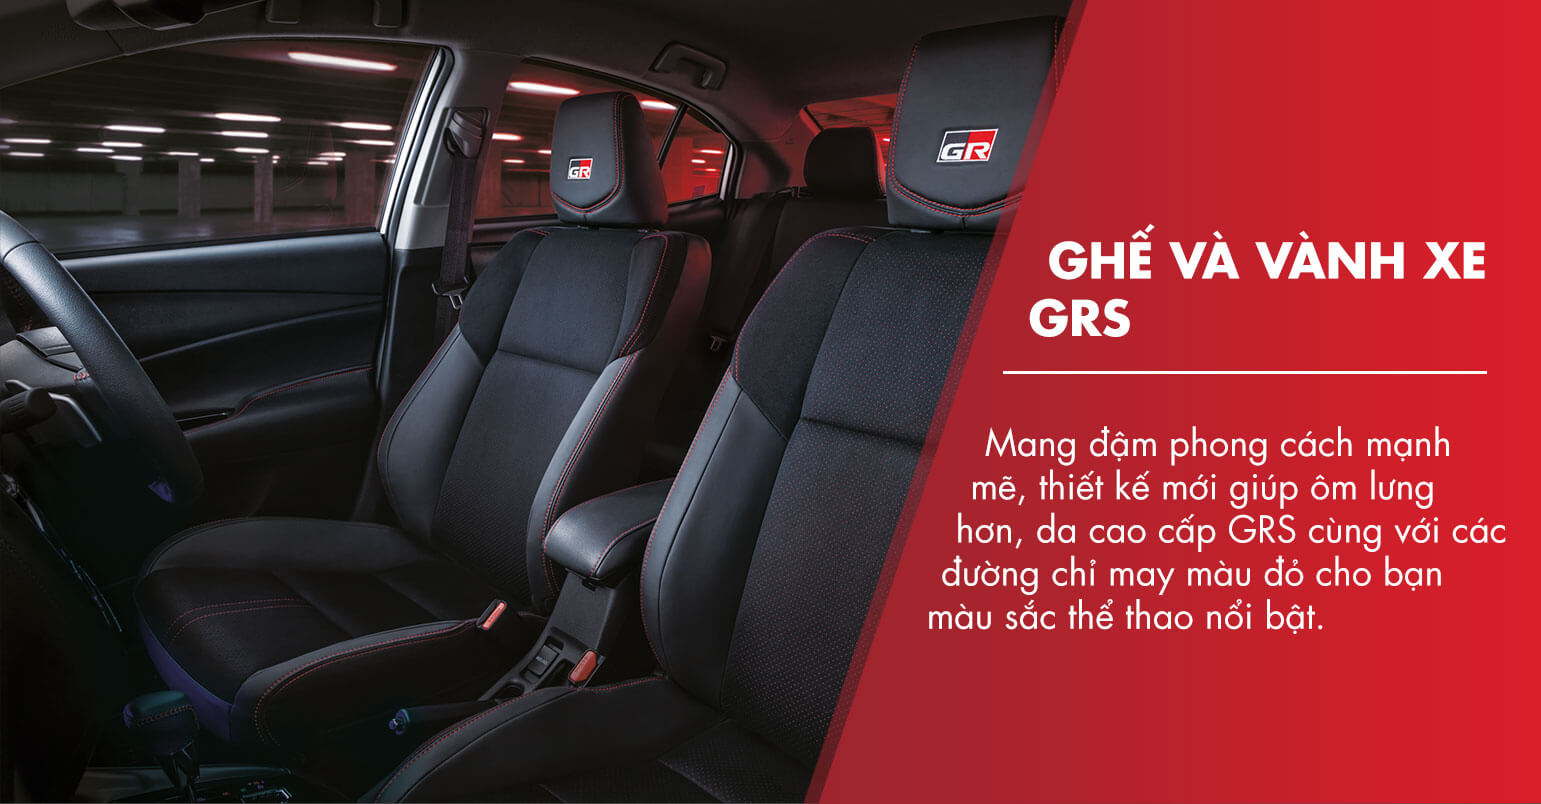 GR
GR
GHẾ VÀ VÀNH XE
GRS
Mang đậm phong cách mạnh
mẽ, thiết kế mới giúp ôm lưng
hơn, da cao cấp GRS cùng với các
đường chỉ may màu đỏ cho bạn
màu sắc thể thao nổi bật.